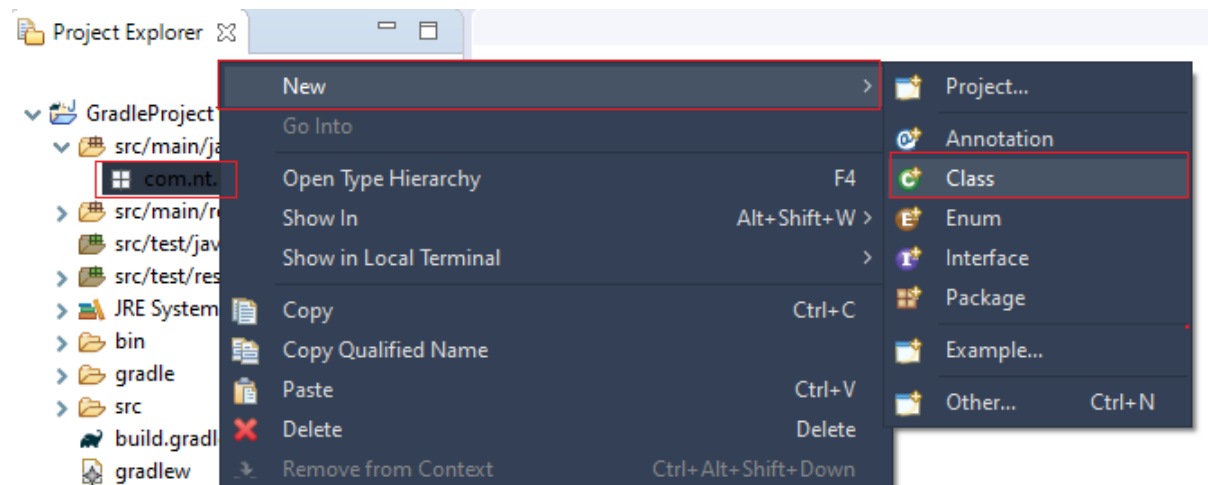 Project Explorer
GradleProject
src/main/ja
com.nt.
src/main/r
src/test/jav
src/test/res
JRE System
bin
gradle
src
build.gradl
gradlew
New
Go Into
Open Type Hierarchy F4
Show In Alt+Shift+W >
Show in Local Terminal >
Copy Ctrl+C
Copy Qualified Name
Paste Ctrl+V
Delete Delete
Remove from Context Ctrl+Alt+Shift+Down
Project...
Annotation
Class
Enum
Interface
Package
Example...
Other... Ctrl+N